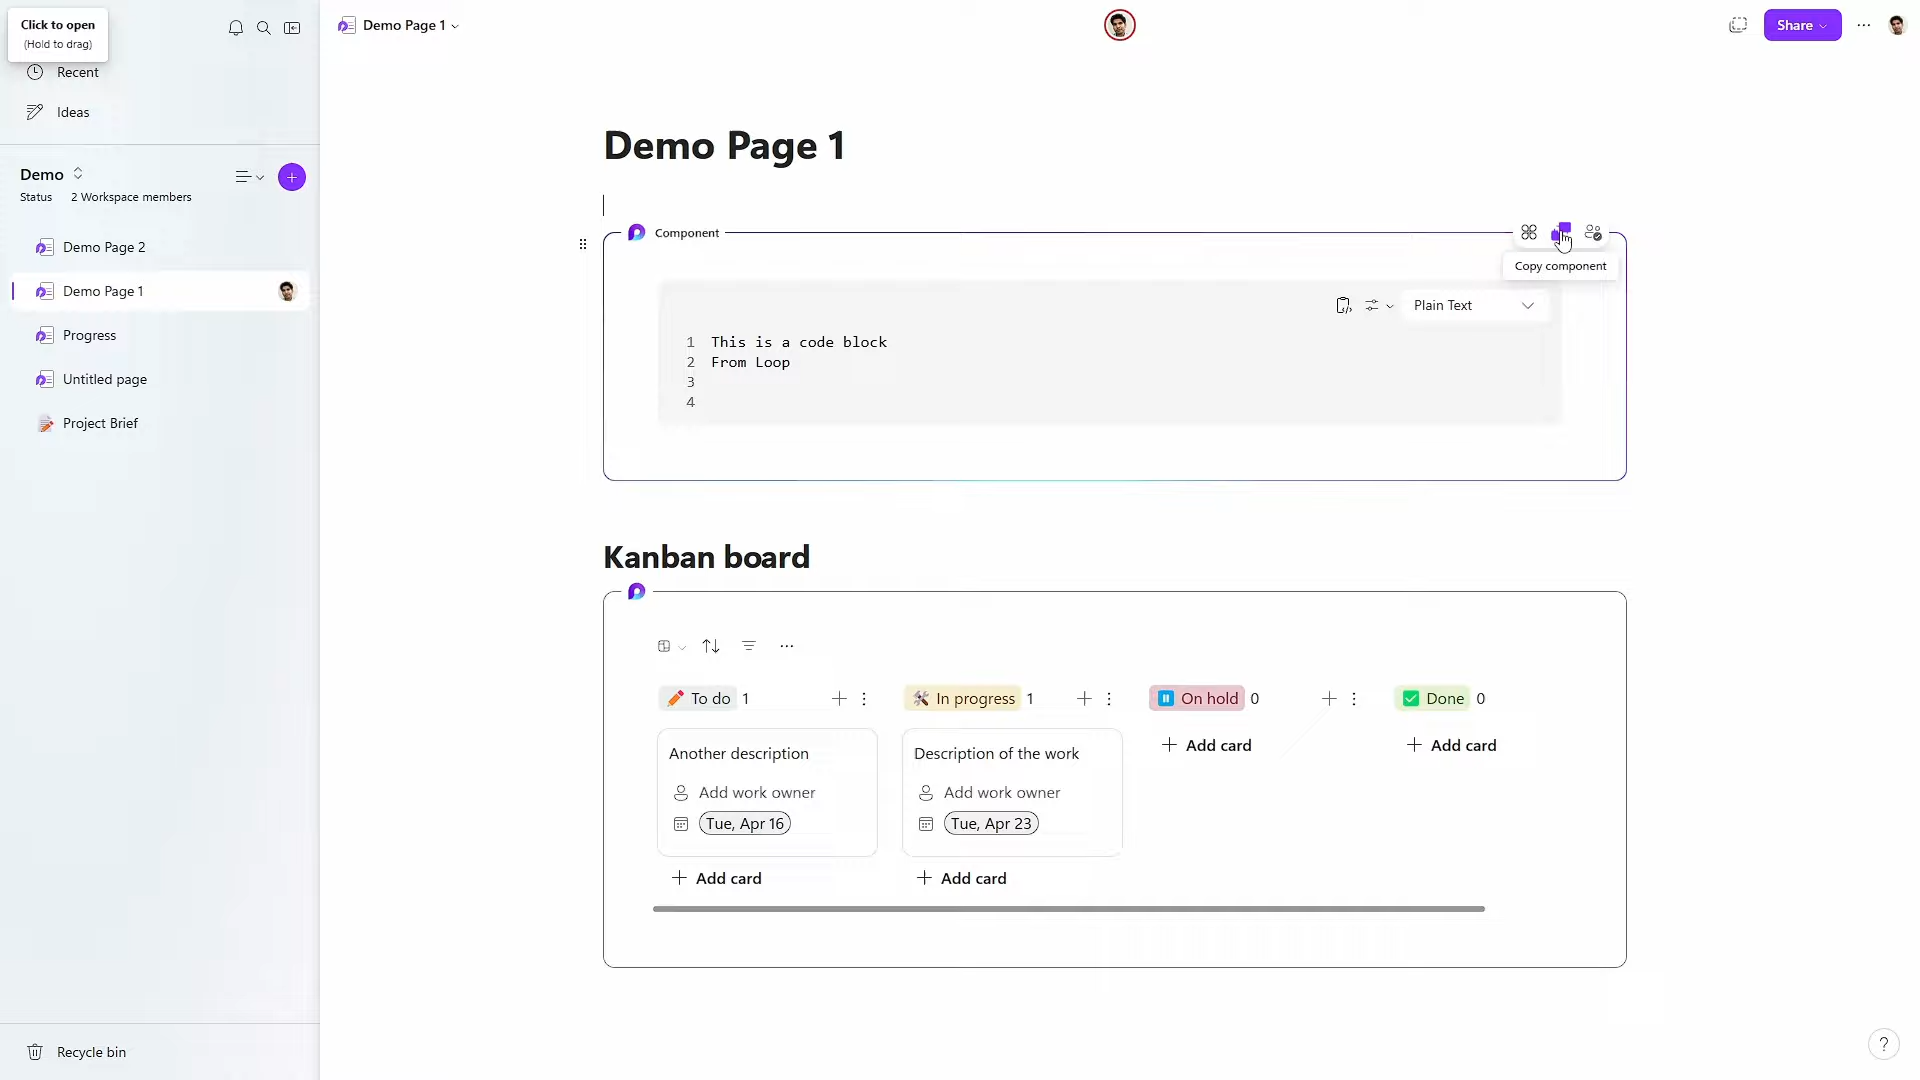 Click to open
(Hold to drag)
Recent
Ideas
Demo
Status 2 Workspace members
Demo Page 2
Demo Page 1
Progress
Untitled page
Project Brief
Recycle bin
Demo Page 1
Share
Demo Page 1
Component
Copy component
Plain Text
1 This is a code block
2 From Loop
3
4
Kanban board
To do 1
In progress 1
On hold 0
Done 0
Another description
Add work owner
Tue, Apr 16
Add card
Description of the work
Add work owner
Tue, Apr 23
Add card
Add card
Add card
?